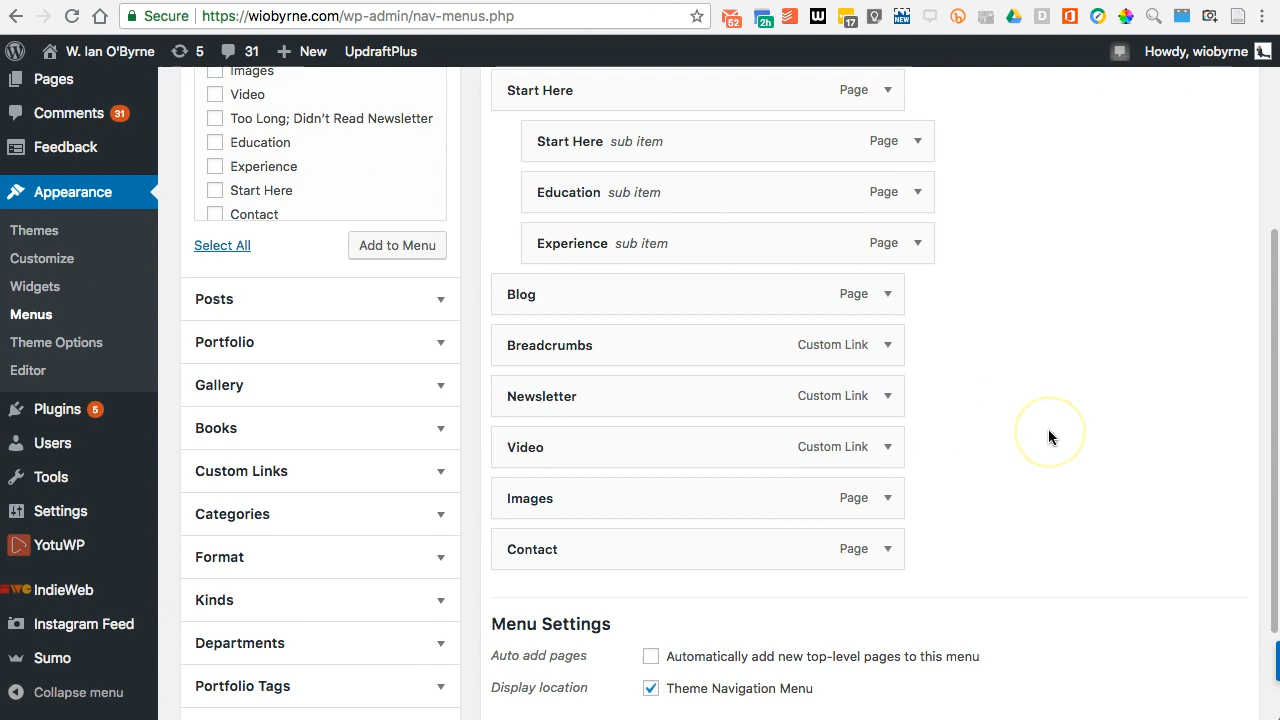 Secure https://wiobyrne.com/wp-admin/nav-menus.php
52
2h
17
NEW
W. Ian O'Byrne 5 31 New UpdraftPlus Howdy, wiobyrne
Pages
Comments 31
Feedback
Appearance
Themes
Customize
Widgets
Menus
Theme Options
Editor
Plugins 5
Users
Tools
Settings
YotuWP
IndieWeb
Instagram Feed
Sumo
Collapse menu
Images
Video
Too Long; Didn't Read Newsletter
Education
Experience
Start Here
Contact
Select All Add to Menu
Posts
Portfolio
Gallery
Books
Custom Links
Categories
Format
Kinds
Departments
Portfolio Tags
Start Here Page
Start Here sub item Page
Education sub item Page
Experience sub item Page
Blog Page
Breadcrumbs Custom Link
Newsletter Custom Link
Video Custom Link
Images Page
Contact Page
Menu Settings
Auto add pages Automatically add new top-level pages to this menu
Display location Theme Navigation Menu